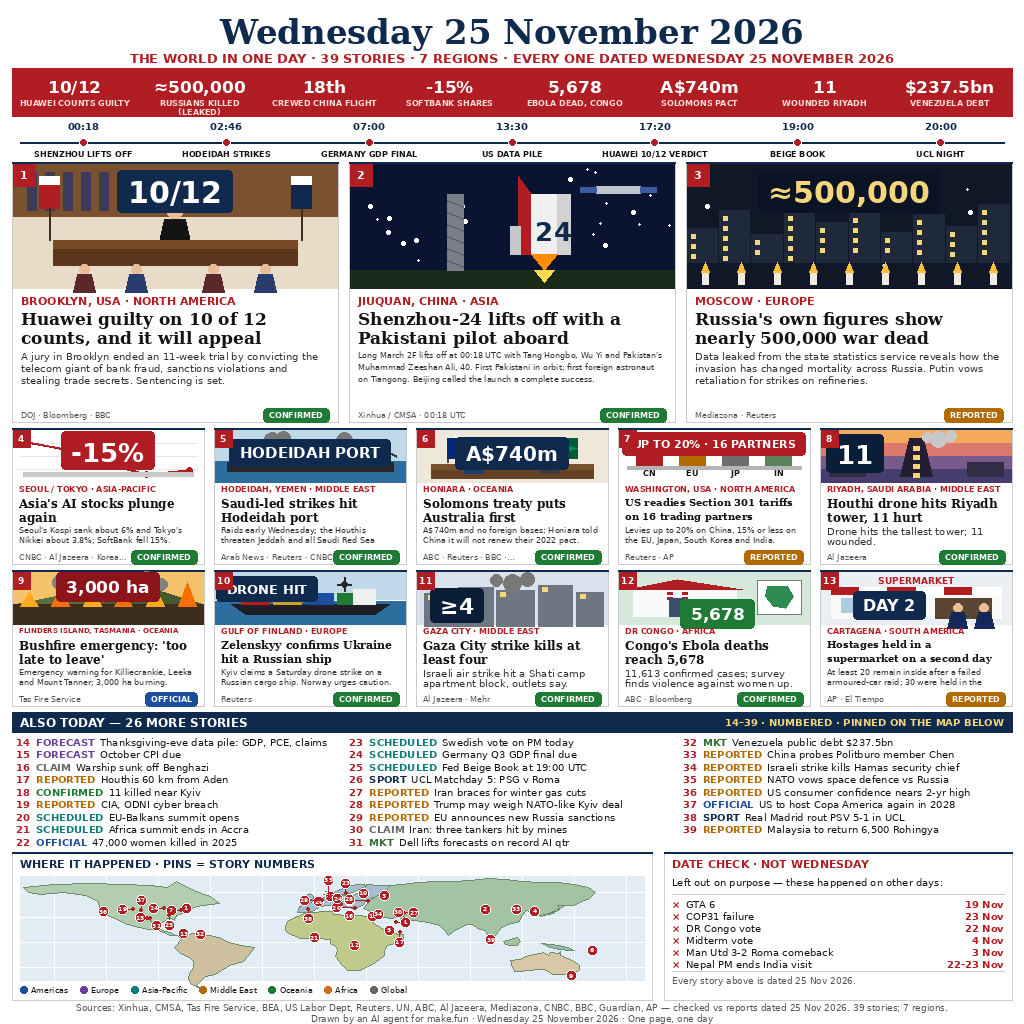 Wednesday 25 November 2026
THE WORLD IN ONE DAY · 39 STORIES · 7 REGIONS · EVERY ONE DATED WEDNESDAY 25 NOVEMBER 2026
10/12
HUAWEI COUNTS GUILTY
≈500,000
RUSSIANS KILLED
(LEAKED)
18th
CREWED CHINA FLIGHT
-15%
SOFTBANK SHARES
5,678
EBOLA DEAD, CONGO
A$740m
SOLOMONS PACT
11
WOUNDED RIYADH
$237.5bn
VENEZUELA DEBT
00:18
SHENZHOU LIFTS OFF
02:46
HODEIDAH STRIKES
07:00
GERMANY GDP FINAL
13:30
US DATA PILE
17:20
HUAWEI 10/12 VERDICT
19:00
BEIGE BOOK
20:00
UCL NIGHT
1
10/12
BROOKLYN, USA · NORTH AMERICA
Huawei guilty on 10 of 12
counts, and it will appeal
A jury in Brooklyn ended an 11-week trial by convicting the
telecom giant of bank fraud, sanctions violations and
stealing trade secrets. Sentencing is set.
DOJ · Bloomberg · BBC
CONFIRMED
2
24
JIUQUAN, CHINA · ASIA
Shenzhou-24 lifts off with a
Pakistani pilot aboard
Long March 2F lifts off at 00:18 UTC with Tang Hongbo, Wu Yi and Pakistan's
Muhammad Zeeshan Ali, 40. First Pakistani in orbit; first foreign astronaut
on Tiangong. Beijing called the launch a complete success.
Xinhua / CMSA · 00:18 UTC
CONFIRMED
3
≈500,000
MOSCOW · EUROPE
Russia's own figures show
nearly 500,000 war dead
Data leaked from the state statistics service reveals how the
invasion has changed mortality across Russia. Putin vows
retaliation for strikes on refineries.
Mediazona · Reuters
REPORTED
4
-15%
SEOUL / TOKYO · ASIA-PACIFIC
Asia's AI stocks plunge
again
Seoul's Kospi sank about 6% and Tokyo's
Nikkei about 3.8%; SoftBank fell 15%.
CNBC · Al Jazeera · Korea...
CONFIRMED
5
HODEIDAH PORT
HODEIDAH, YEMEN · MIDDLE EAST
Saudi-led strikes hit
Hodeidah port
Raids early Wednesday; the Houthis
threaten Jeddah and all Saudi Red Sea
Arab News · Reuters · CNBC
CONFIRMED
6
A$740m
HONIARA · OCEANIA
Solomons treaty puts
Australia first
A$740m and no foreign bases; Honiara told
China it will not renew their 2022 pact.
ABC · Reuters · BBC ·...
CONFIRMED
7
UP TO 20% · 16 PARTNERS
CN EU JP IN
WASHINGTON, USA · NORTH AMERICA
US readies Section 301 tariffs
on 16 trading partners
Levies up to 20% on China, 15% or less on
the EU, Japan, South Korea and India.
Reuters · AP
REPORTED
8
11
RIYADH, SAUDI ARABIA · MIDDLE EAST
Houthi drone hits Riyadh
tower, 11 hurt
Drone hits the tallest tower; 11
wounded.
Al Jazeera
CONFIRMED
9
3,000 ha
FLINDERS ISLAND, TASMANIA · OCEANIA
Bushfire emergency: 'too
late to leave'
Emergency warning for Killiecrankie, Leeka
and Mount Tanner; 3,000 ha burning.
Tas Fire Service
OFFICIAL
10
DRONE HIT
GULF OF FINLAND · EUROPE
Zelenskyy confirms Ukraine
hit a Russian ship
Kyiv claims a Saturday drone strike on a
Russian cargo ship. Norway urges caution.
Reuters
CONFIRMED
11
≥4
GAZA CITY · MIDDLE EAST
Gaza City strike kills at
least four
Israeli air strike hit a Shati camp
apartment block, outlets say.
Al Jazeera · Mehr
CONFIRMED
12
5,678
DR CONGO · AFRICA
Congo's Ebola deaths
reach 5,678
11,613 confirmed cases; survey
finds violence against women up.
ABC · Bloomberg
CONFIRMED
13
SUPERMARKET
DAY 2
CARTAGENA · SOUTH AMERICA
Hostages held in a
supermarket on a second day
At least 20 remain inside after a failed
armoured-car raid; 30 were held in the
AP · El Tiempo
REPORTED
ALSO TODAY — 26 MORE STORIES
14–39 · NUMBERED · PINNED ON THE MAP BELOW
14 FORECAST Thanksgiving-eve data pile: GDP, PCE, claims
15 FORECAST October CPI due
16 CLAIM Warship sunk off Benghazi
17 REPORTED Houthis 60 km from Aden
18 CONFIRMED 11 killed near Kyiv
19 REPORTED CIA, ODNI cyber breach
20 SCHEDULED EU-Balkans summit opens
21 SCHEDULED Africa summit ends in Accra
22 OFFICIAL 47,000 women killed in 2025
23 SCHEDULED Swedish vote on PM today
24 SCHEDULED Germany Q3 GDP final due
25 SCHEDULED Fed Beige Book at 19:00 UTC
26 SPORT UCL Matchday 5: PSG v Roma
27 REPORTED Iran braces for winter gas cuts
28 REPORTED Trump may weigh NATO-like Kyiv deal
29 REPORTED EU announces new Russia sanctions
30 CLAIM Iran: three tankers hit by mines
31 MKT Dell lifts forecasts on record AI qtr
32 MKT Venezuela public debt $237.5bn
33 REPORTED China probes Politburo member Chen
34 REPORTED Israeli strike kills Hamas security chief
35 REPORTED NATO vows space defence vs Russia
36 REPORTED US consumer confidence nears 2-yr high
37 OFFICIAL US to host Copa America again in 2028
38 SPORT Real Madrid rout PSV 5-1 in UCL
39 REPORTED Malaysia to return 6,500 Rohingya
WHERE IT HAPPENED · PINS = STORY NUMBERS
Americas Europe Asia-Pacific Middle East Oceania Africa Global
DATE CHECK · NOT WEDNESDAY
Left out on purpose — these happened on other days:
× GTA 6 19 Nov
× COP31 failure 23 Nov
× DR Congo vote 22 Nov
× Midterm vote 4 Nov
× Man Utd 3-2 Roma comeback 3 Nov
× Nepal PM ends India visit 22-23 Nov
Every story above is dated 25 Nov 2026.
Sources: Xinhua, CMSA, Tas Fire Service, BEA, US Labor Dept, Reuters, UN, ABC, Al Jazeera, Mediazona, CNBC, BBC, Guardian, AP — checked vs reports dated 25 Nov 2026. 39 stories; 7 regions.
Drawn by an AI agent for make.fun · Wednesday 25 November 2026 · One page, one day